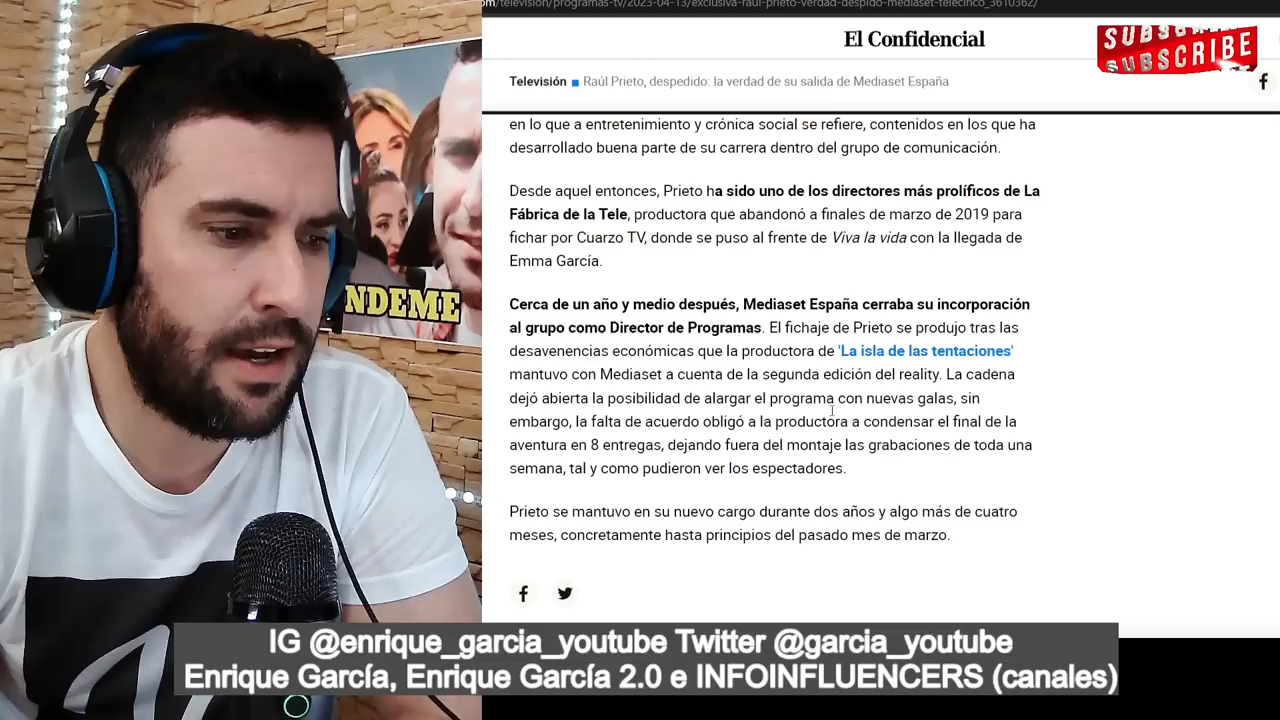 om/television/programas-tv/2023-04-13/exclusiva-raul-prieto-verdad-despido-mediaset-telecinco_3610362/
El Confidencial
SUBSCRIBE
SUBSCRIBE
Televisión Raúl Prieto, despedido: la verdad de su salida de Mediaset España
en lo que a entretenimiento y crónica social se refiere, contenidos en los que ha
desarrollado buena parte de su carrera dentro del grupo de comunicación.
Desde aquel entonces, Prieto ha sido uno de los directores más prolíficos de La
Fábrica de la Tele, productora que abandonó a finales de marzo de 2019 para
fichar por Cuarzo TV, donde se puso al frente de Viva la vida con la llegada de
Emma García.
Cerca de un año y medio después, Mediaset España cerraba su incorporación
al grupo como Director de Programas. El fichaje de Prieto se produjo tras las
desavenencias económicas que la productora de 'La isla de las tentaciones'
mantuvo con Mediaset a cuenta de la segunda edición del reality. La cadena
dejó abierta la posibilidad de alargar el programa con nuevas galas, sin
embargo, la falta de acuerdo obligó a la productora a condensar el final de la
aventura en 8 entregas, dejando fuera del montaje las grabaciones de toda una
semana, tal y como pudieron ver los espectadores.
Prieto se mantuvo en su nuevo cargo durante dos años y algo más de cuatro
meses, concretamente hasta principios del pasado mes de marzo.
NDEME
IG @enrique_garcia_youtube Twitter @garcia_youtube
Enrique García, Enrique García 2.0 e INFOINFLUENCERS (canales)